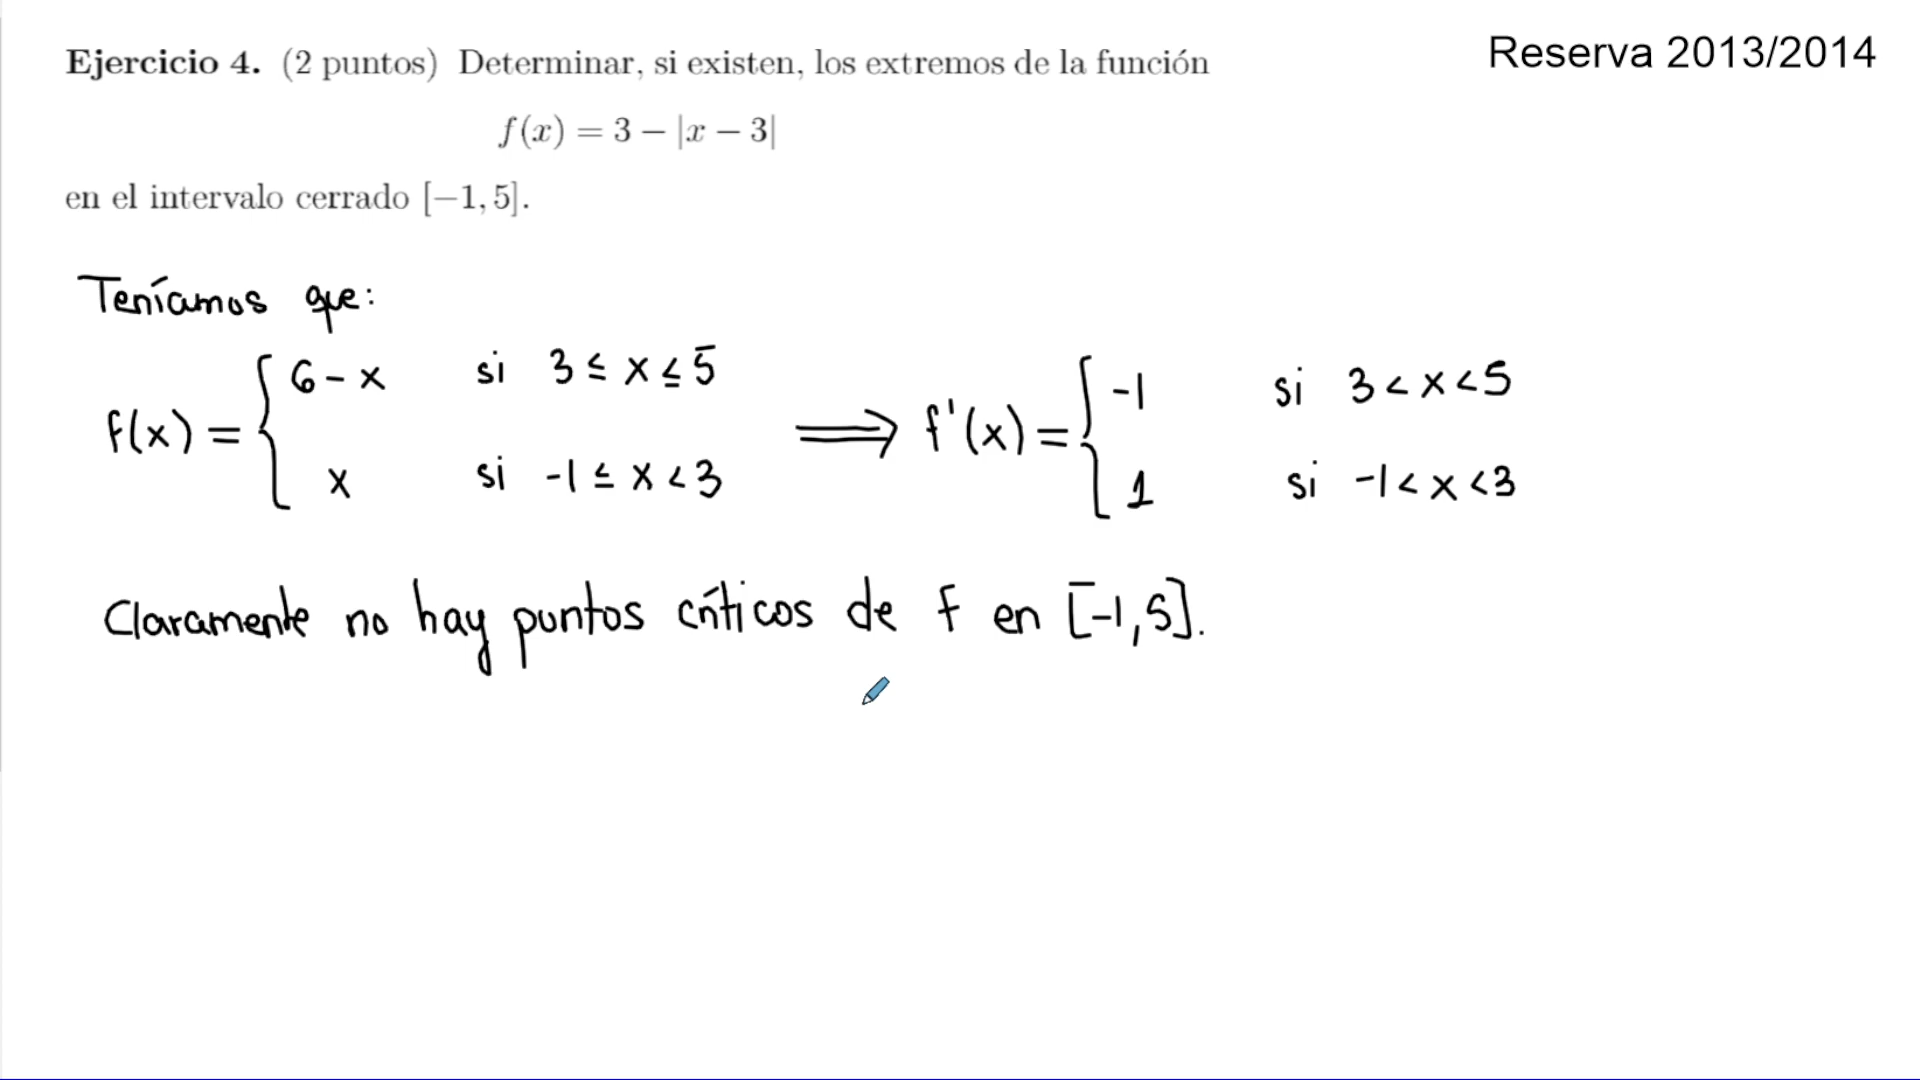 Ejercicio 4. (2 puntos) Determinar, si existen, los extremos de la función
Reserva 2013/2014
f(x) = 3 − |x − 3|
en el intervalo cerrado [−1, 5].
Teníamos que:
f(x) = { 6 - x si 3 ≤ x ≤ 5
x si -1 ≤ x < 3
⟹ f'(x) = { -1 si 3 < x < 5
1 si -1 < x < 3
Claramente no hay puntos críticos de f en [-1, 5].